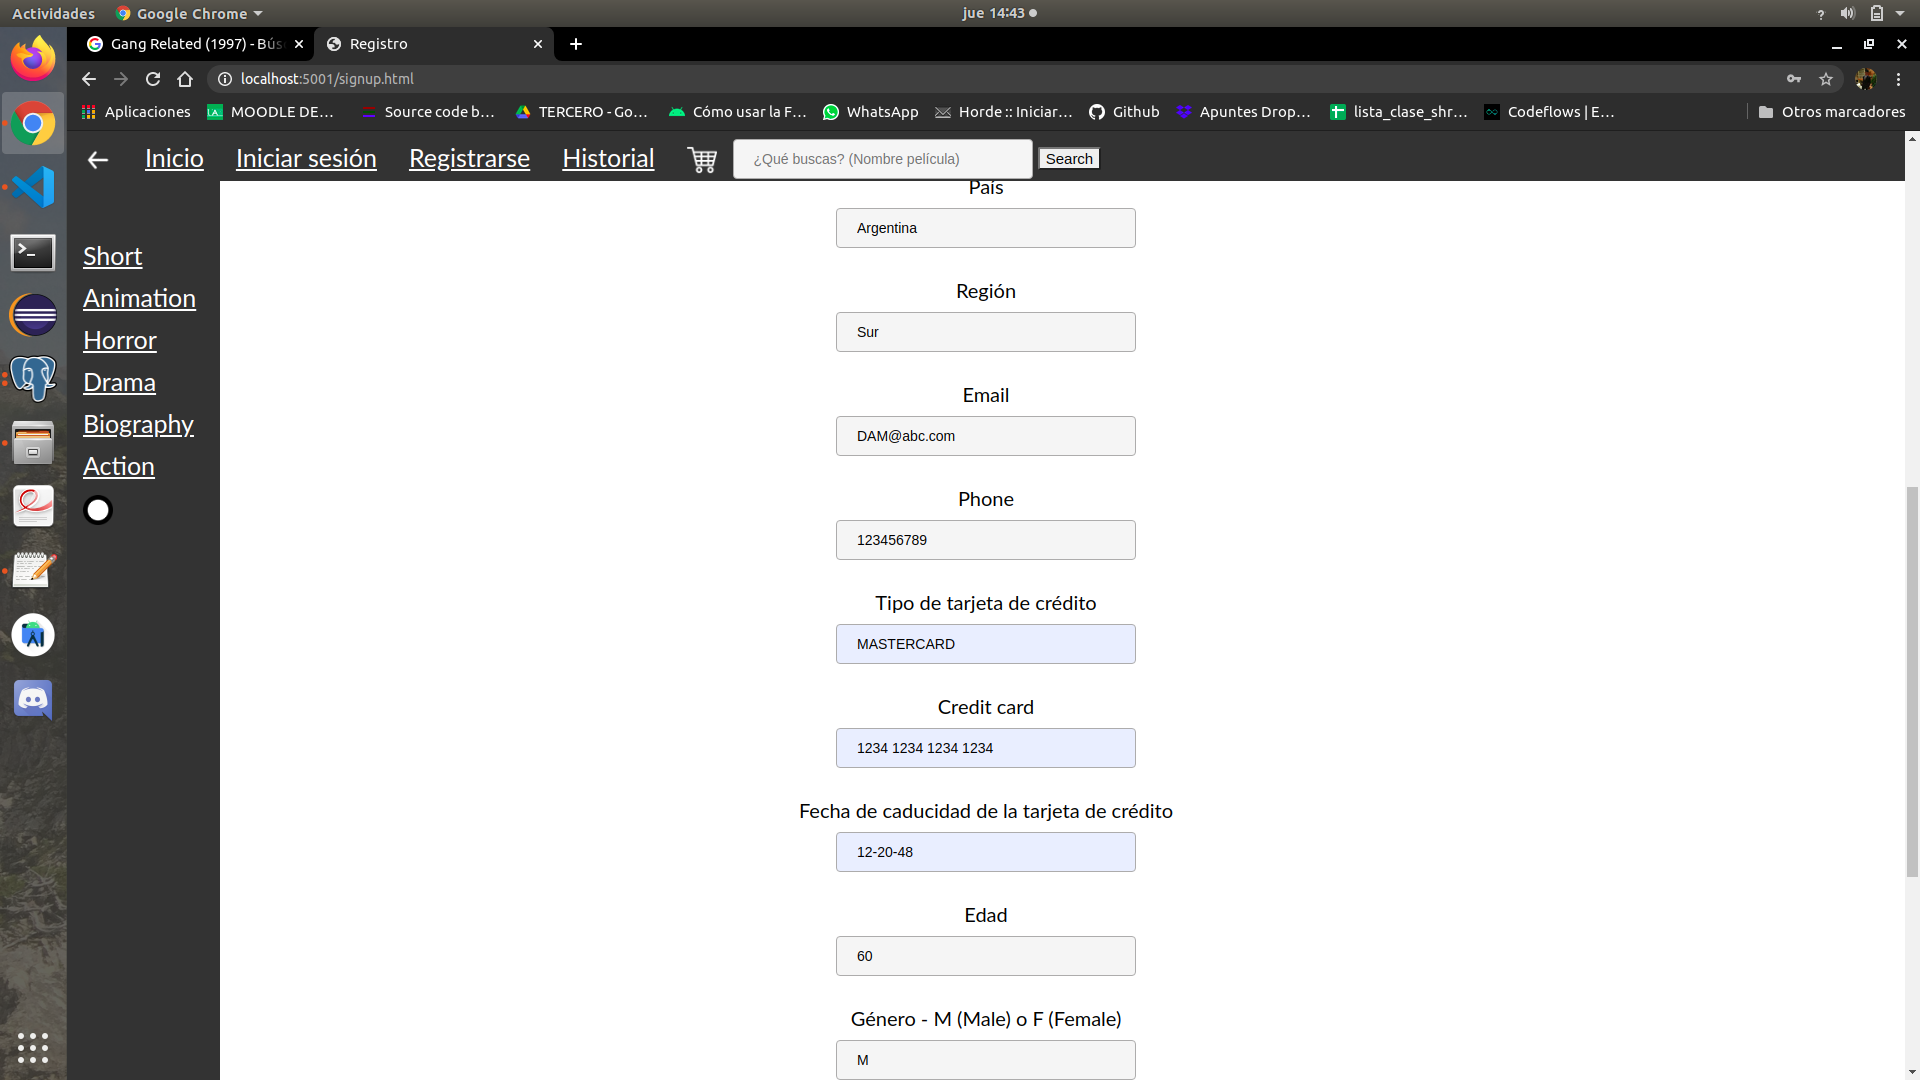 Actividades
Google Chrome
jue 14:43
Gang Related (1997) - Bús
Registro
localhost:5001/signup.html
Aplicaciones
MOODLE DE...
Source code b...
TERCERO - Go...
Cómo usar la F...
WhatsApp
Horde :: Iniciar...
Github
Apuntes Drop...
lista_clase_shr...
Codeflows | E...
Otros marcadores
Inicio
Iniciar sesión
Registrarse
Historial
¿Qué buscas? (Nombre película)
Search
Short
Animation
Horror
Drama
Biography
Action
País
Argentina
Región
Sur
Email
DAM@abc.com
Phone
123456789
Tipo de tarjeta de crédito
MASTERCARD
Credit card
1234 1234 1234 1234
Fecha de caducidad de la tarjeta de crédito
12-20-48
Edad
60
Género - M (Male) o F (Female)
M